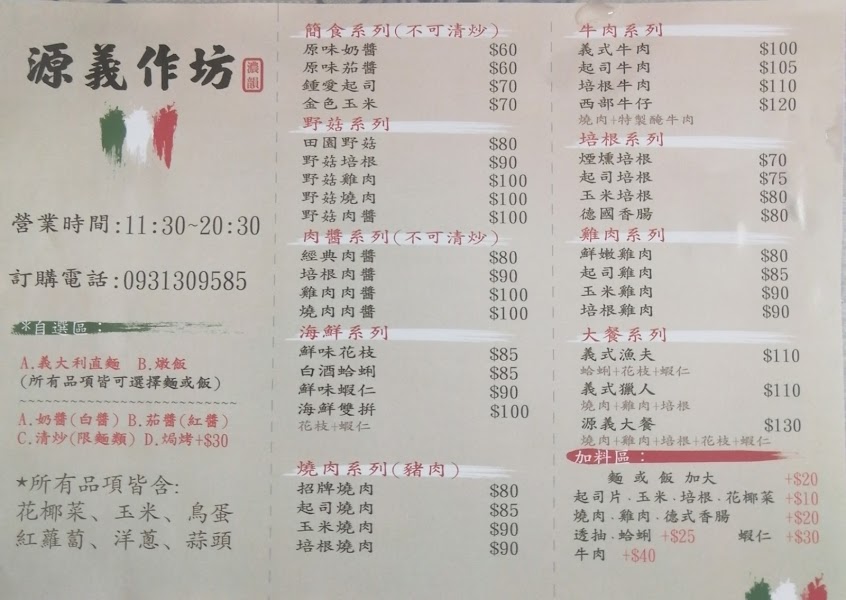 源義作坊
濃韻
營業時間:11:30~20:30
訂購電話:0931309585
*自選區:
A.義大利直麵 B.燉飯
(所有品項皆可選擇麵或飯)
A.奶醬(白醬) B.茄醬(紅醬)
C.清炒(限麵類) D.焗烤+$30
★所有品項皆含:
花椰菜、玉米、鳥蛋
紅蘿蔔、洋蔥、蒜頭
簡食系列(不可清炒)
原味奶醬 $60
原味茄醬 $60
鍾愛起司 $70
金色玉米 $70
野菇系列
田園野菇 $80
野菇培根 $90
野菇雞肉 $100
野菇燒肉 $100
野菇肉醬 $100
肉醬系列(不可清炒)
經典肉醬 $80
培根肉醬 $90
雞肉肉醬 $100
燒肉肉醬 $100
海鮮系列
鮮味花枝 $85
白酒蛤蜊 $85
鮮味蝦仁 $90
海鮮雙拼 $100
花枝+蝦仁
燒肉系列(豬肉)
招牌燒肉 $80
起司燒肉 $85
玉米燒肉 $90
培根燒肉 $90
牛肉系列
義式牛肉 $100
起司牛肉 $105
培根牛肉 $110
西部牛仔 $120
燒肉+特製醃牛肉
培根系列
煙燻培根 $70
起司培根 $75
玉米培根 $80
德國香腸 $80
雞肉系列
鮮嫩雞肉 $80
起司雞肉 $85
玉米雞肉 $90
培根雞肉 $90
大餐系列
義式漁夫 $110
蛤蜊+花枝+蝦仁
義式獵人 $110
燒肉+雞肉+培根
源義大餐 $130
燒肉+雞肉+培根+花枝+蝦仁
加料區:
麵 或 飯 加大 +$20
起司片.玉米.培根.花椰菜 +$10
燒肉.雞肉.德式香腸 +$20
透抽.蛤蜊 +$25 蝦仁 +$30
牛肉 +$40